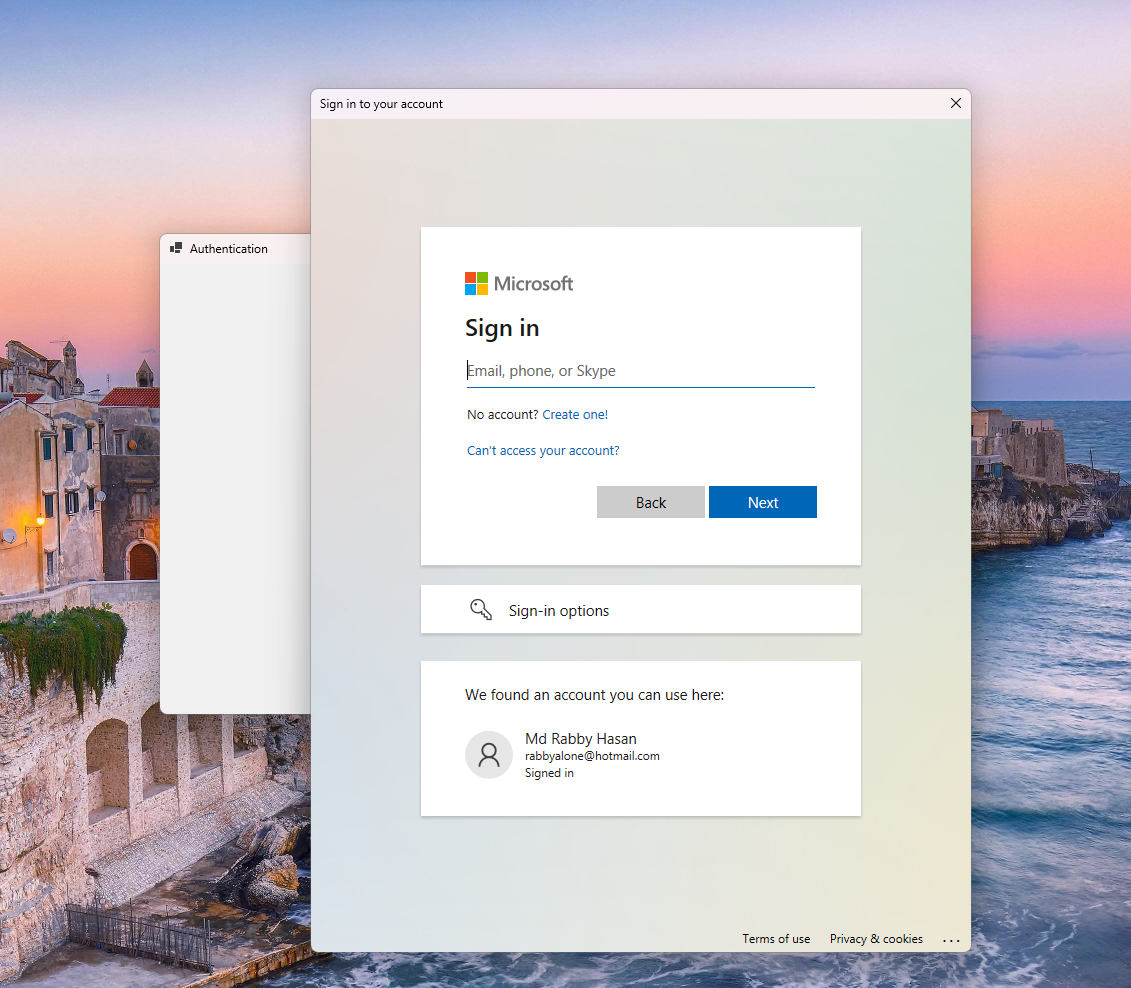 Sign in to your account
Authentication
Microsoft
Sign in
Email, phone, or Skype
No account? Create one!
Can't access your account?
Back
Next
Sign-in options
We found an account you can use here:
Md Rabby Hasan
rabbyalone@hotmail.com
Signed in
Terms of use
Privacy & cookies
...